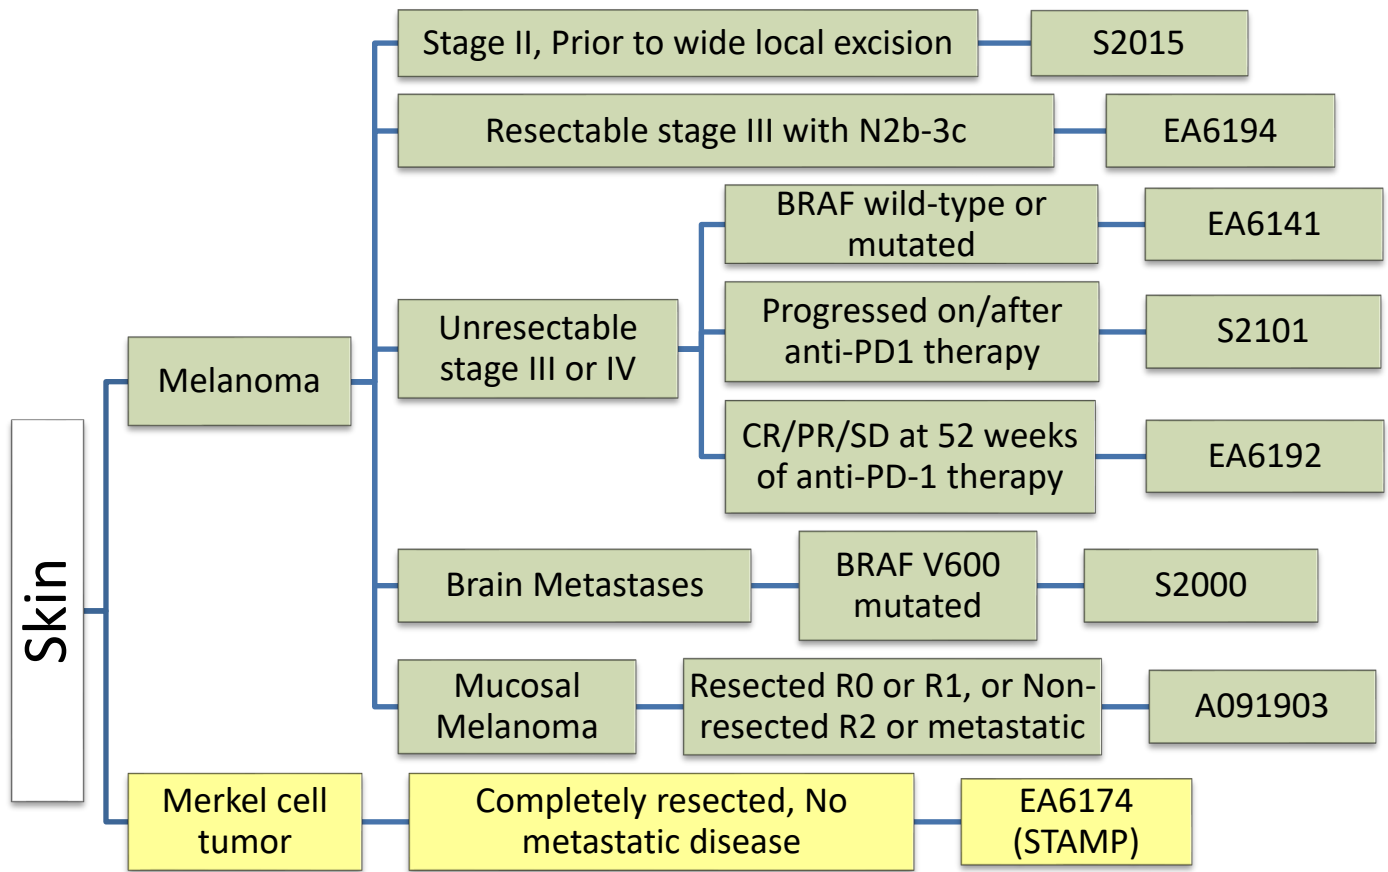 Skin
Melanoma
Stage II, Prior to wide local excision
S2015
Resectable stage III with N2b-3c
EA6194
Unresectable
stage III or IV
BRAF wild-type or
mutated
EA6141
Progressed on/after
anti-PD1 therapy
S2101
CR/PR/SD at 52 weeks
of anti-PD-1 therapy
EA6192
Brain Metastases
BRAF V600
mutated
S2000
Mucosal
Melanoma
Resected R0 or R1, or Non-
resected R2 or metastatic
A091903
Merkel cell
tumor
Completely resected, No
metastatic disease
EA6174
(STAMP)